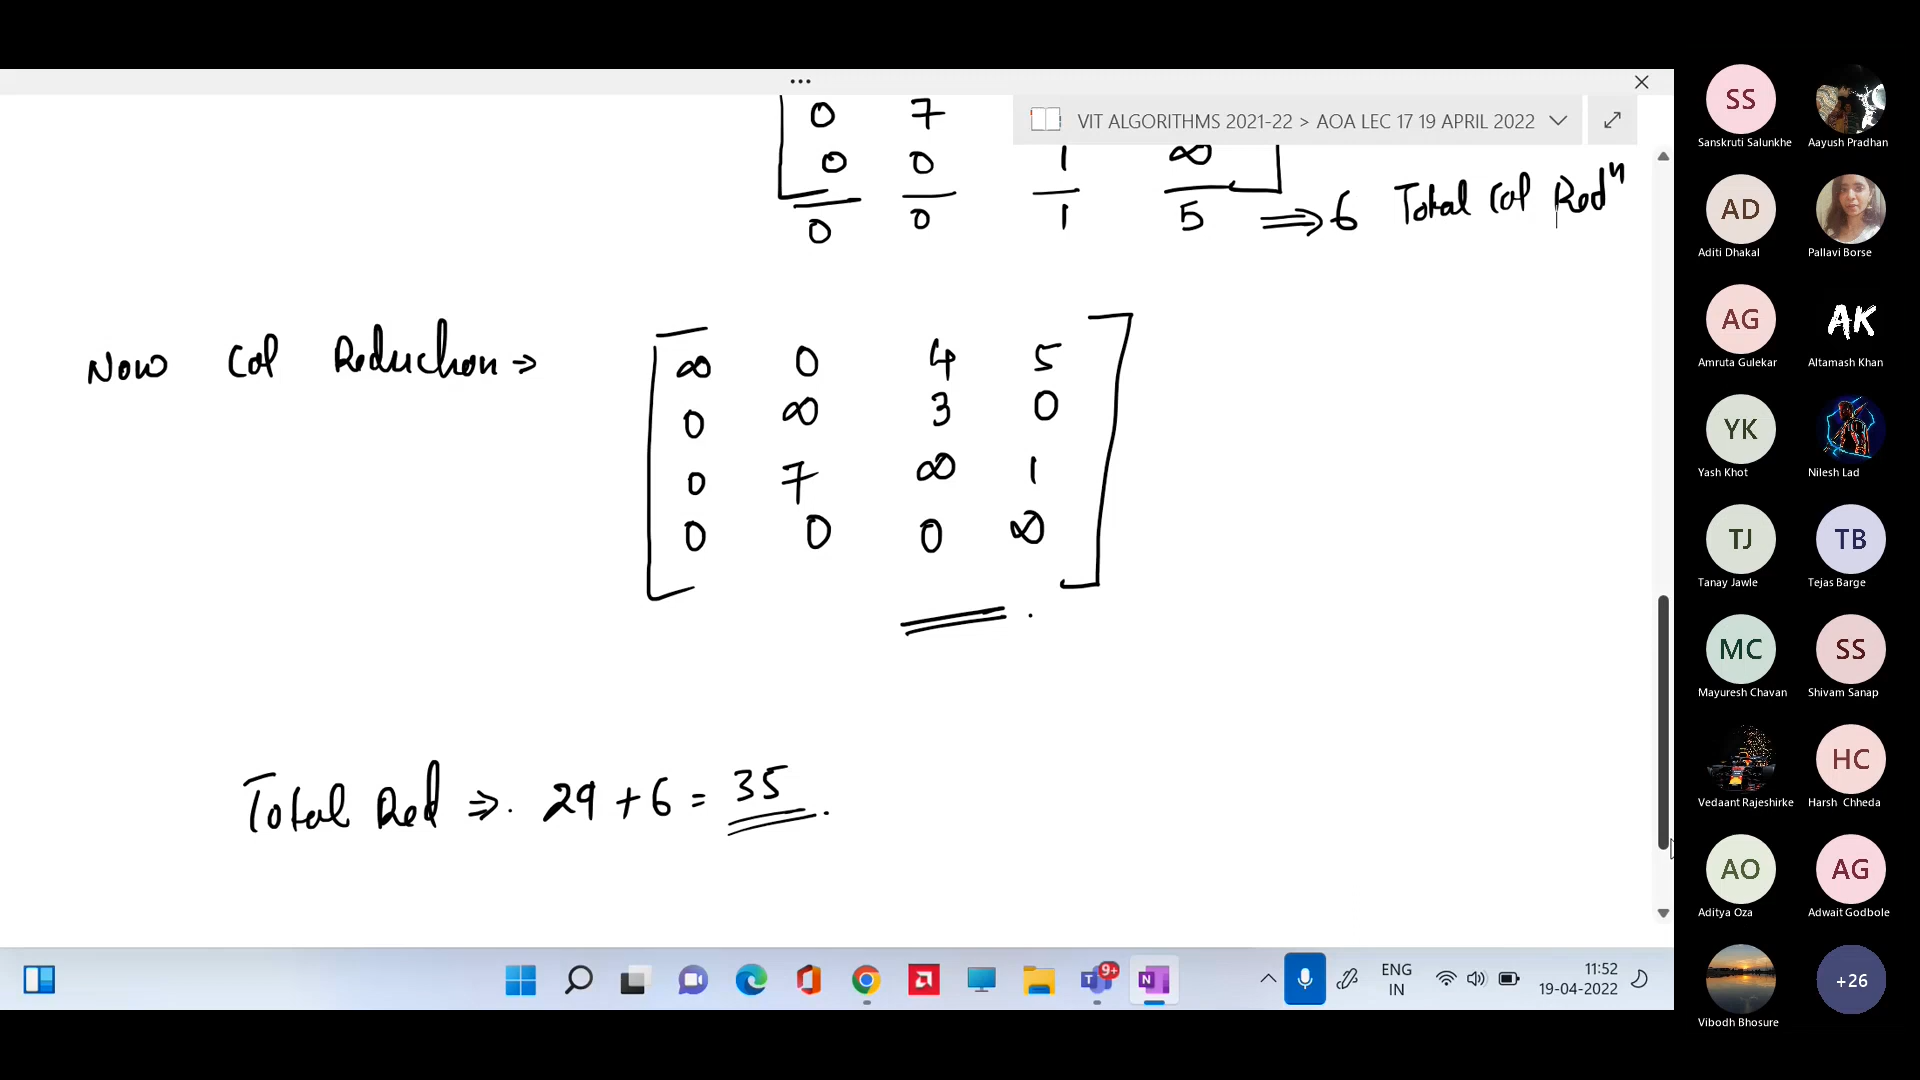 0 7
VIT ALGORITHMS 2021-22 > AOA LEC 17 19 APRIL 2022
0 0 1 ∞
0 0 1 5 ⇒ 6 Total Col Redⁿ
Now Col Reduction →
∞ 0 4 5
0 ∞ 3 0
0 7 ∞ 1
0 0 0 ∞
Total Red ⇒. 29 + 6 = 35.
SS
Sanskruti Salunkhe
Aayush Pradhan
AD
Aditi Dhakal
Pallavi Borse
AG AK
Amruta Gulekar
Altamash Khan
YK
Yash Khot
Nilesh Lad
TJ TB
Tanay Jawle
Tejas Barge
MC SS
Mayuresh Chavan
Shivam Sanap
HC
Vedaant Rajeshirke
Harsh Chheda
AO AG
Aditya Oza
Adwait Godbole
+26
Vibodh Bhosure
9+
T
N
ENG
IN
11:52
19-04-2022